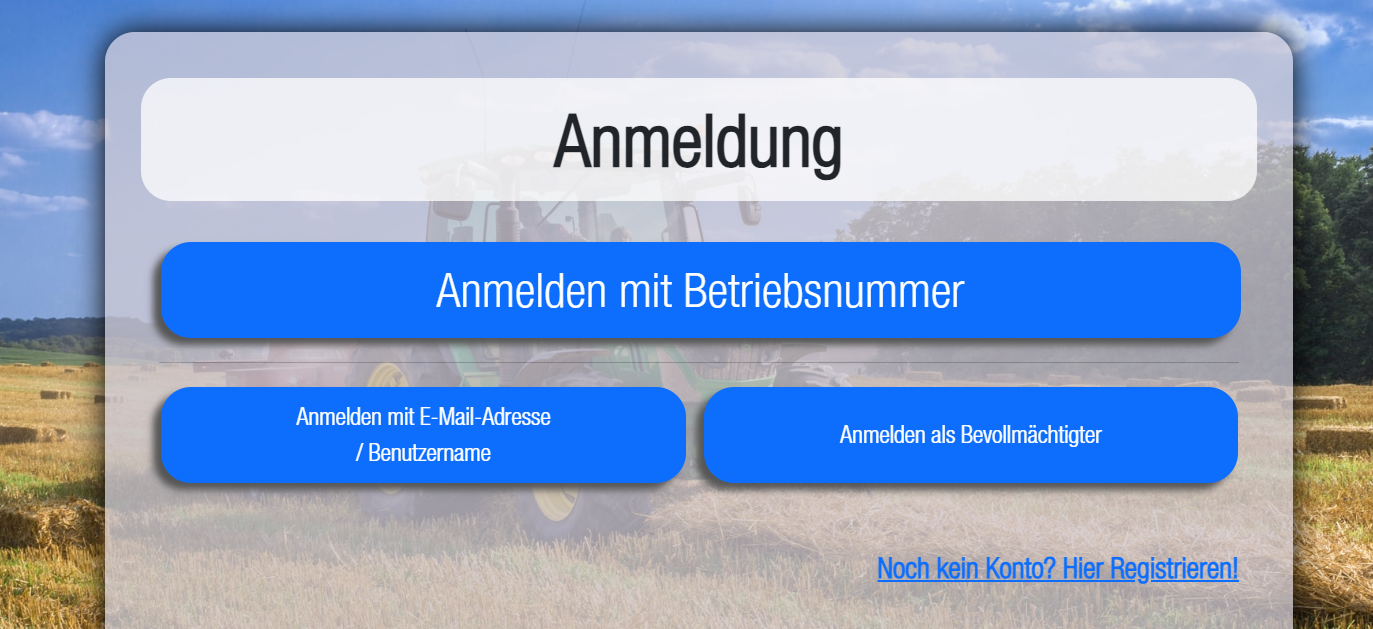 Anmeldung
Anmelden mit Betriebsnummer
Anmelden mit E-Mail-Adresse
/ Benutzername
Anmelden als Bevollmächtigter
Noch kein Konto? Hier Registrieren!